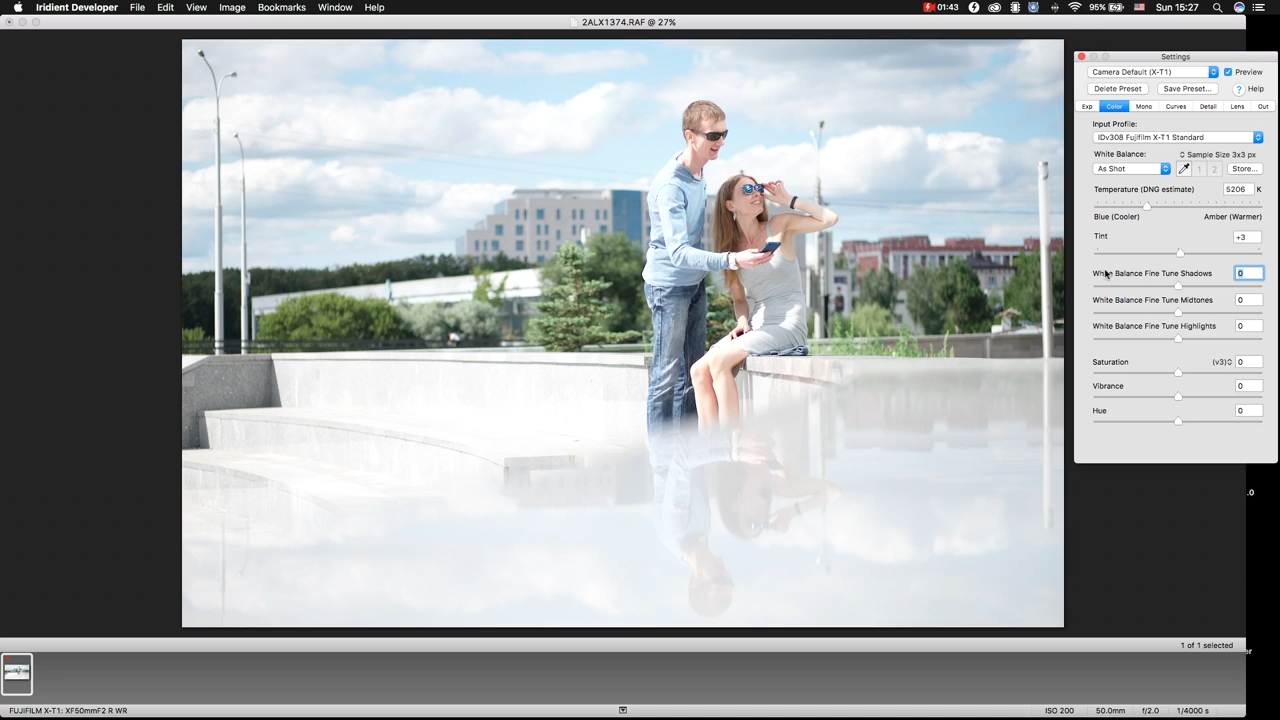 Iridient Developer File Edit View Image Bookmarks Window Help 01:43 95% Sun 15:27
2ALX1374.RAF @ 27%
Settings
Camera Default (X-T1) Preview
Delete Preset Save Preset... ? Help
Exp Color Mono Curves Detail Lens Out
Input Profile:
IDv308 Fujifilm X-T1 Standard
White Balance: Sample Size 3x3 px
As Shot 1 2 Store...
Temperature (DNG estimate) 5206 K
Blue (Cooler) Amber (Warmer)
Tint +3
White Balance Fine Tune Shadows 0
White Balance Fine Tune Midtones 0
White Balance Fine Tune Highlights 0
Saturation (v3) 0
Vibrance 0
Hue 0
.0
1 of 1 selected
er
FUJIFILM X-T1: XF50mmF2 R WR ISO 200 50.0mm f/2.0 1/4000 s